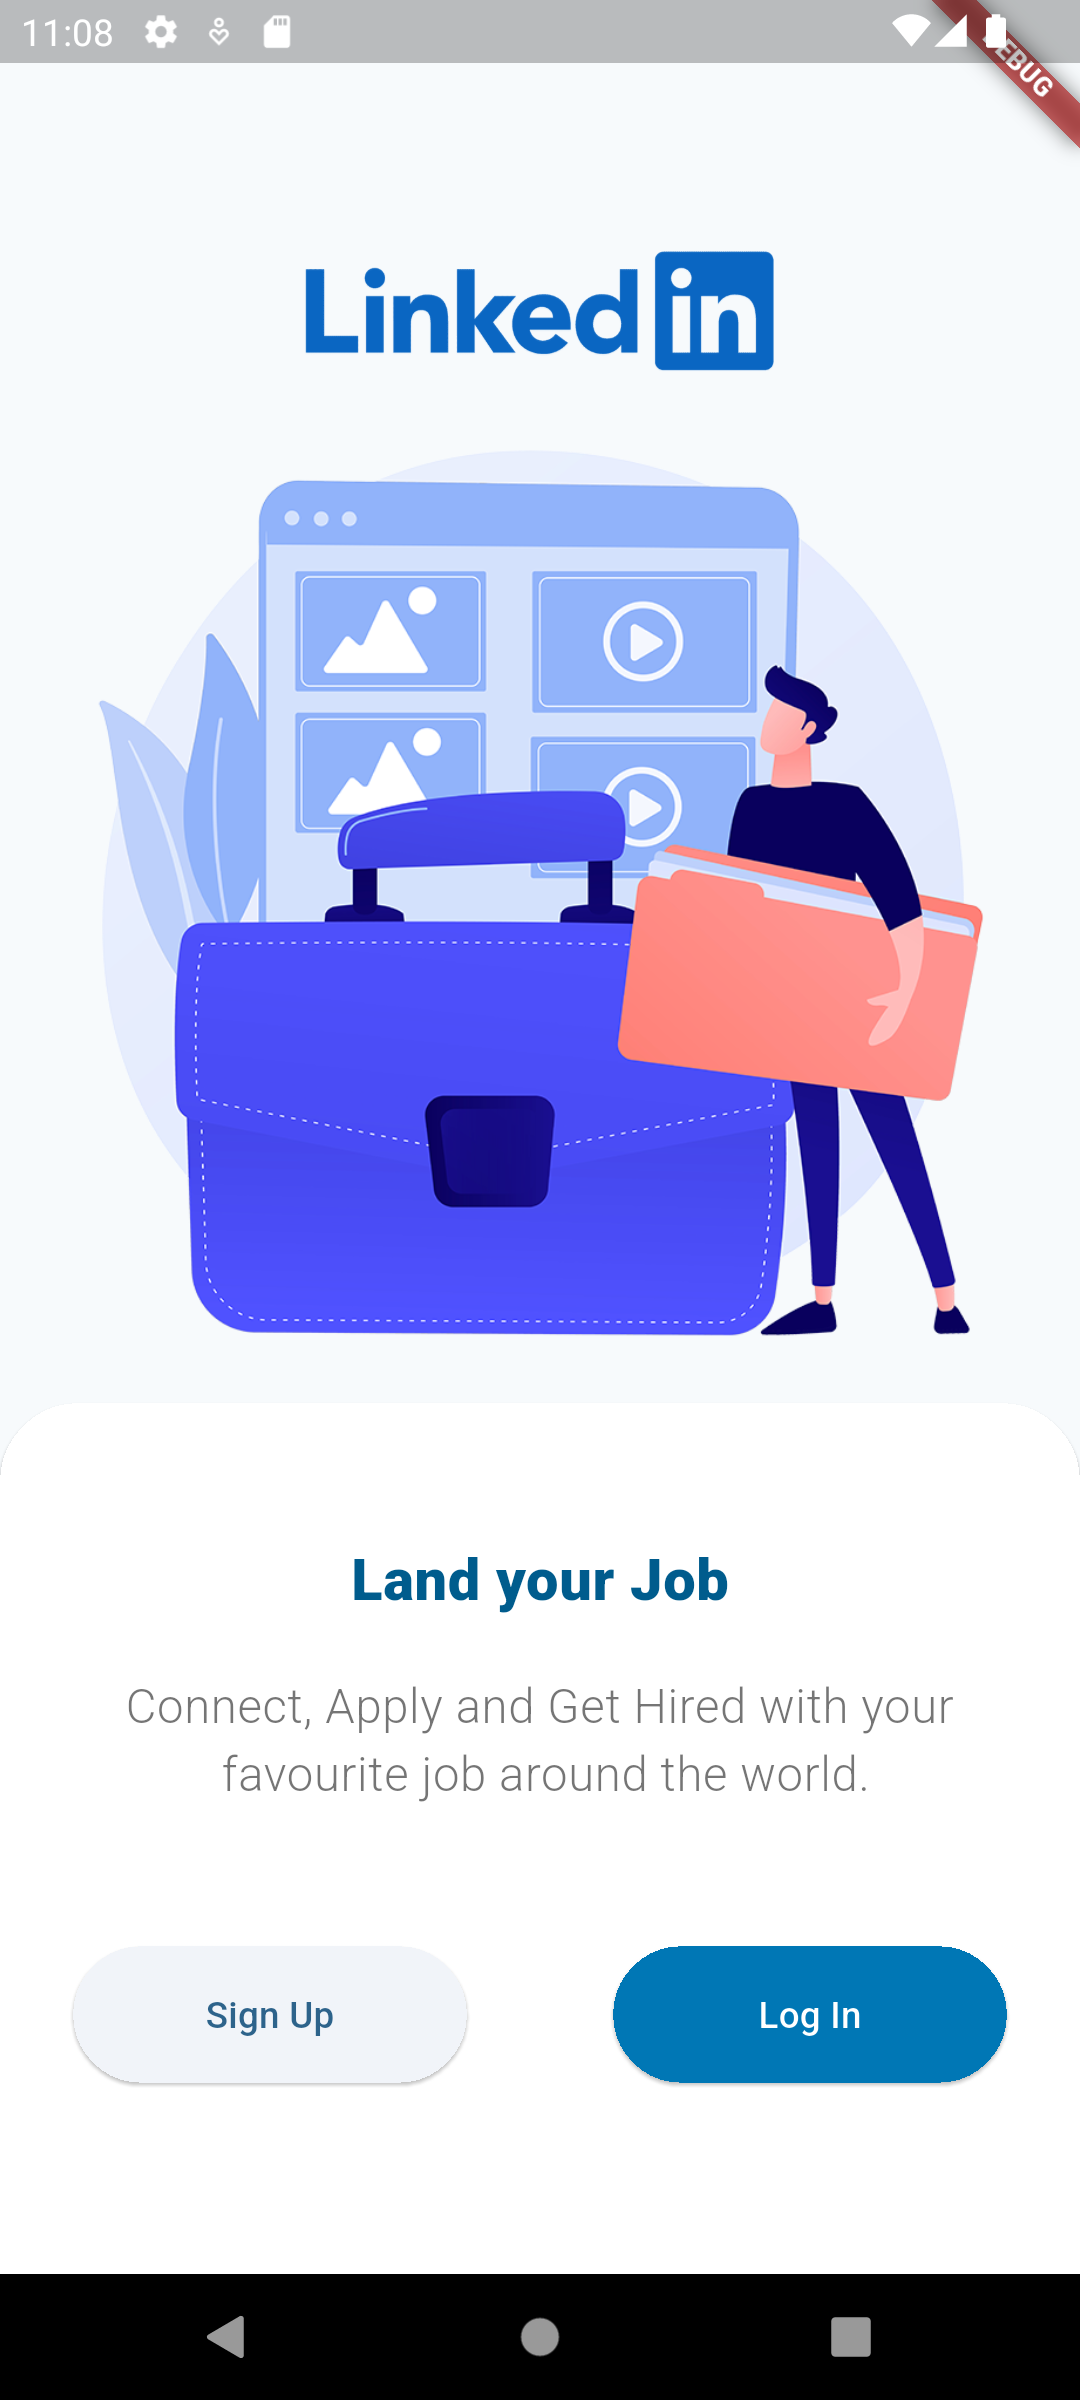 11:08
DEBUG
Linkedin
Land your Job
Connect, Apply and Get Hired with your
favourite job around the world.
Sign Up
Log In